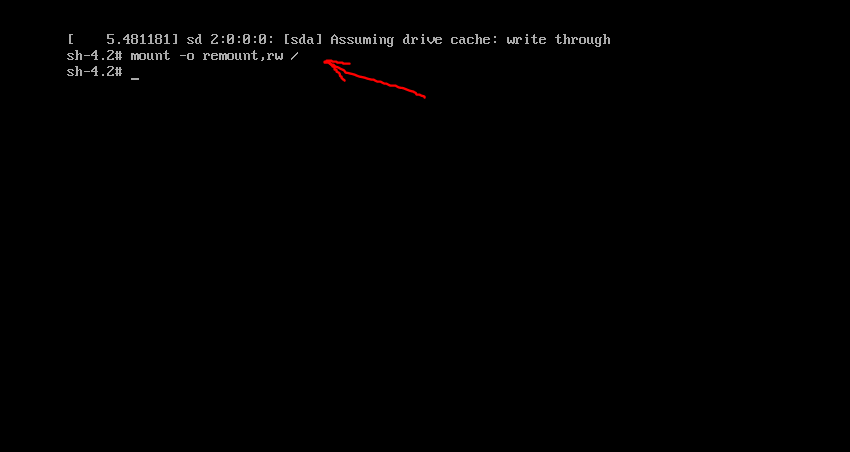 [    5.481181] sd 2:0:0:0: [sda] Assuming drive cache: write through
sh-4.2# mount -o remount,rw /
sh-4.2# _